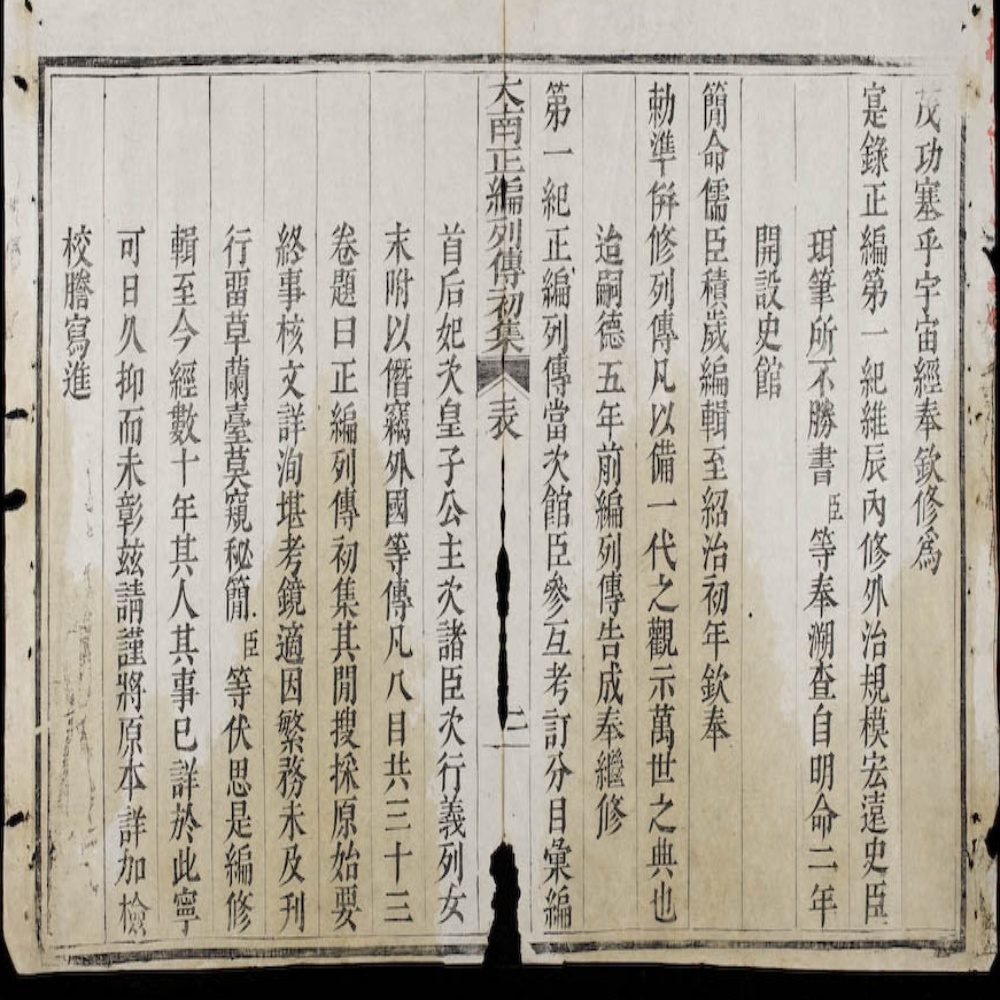 茂功塞乎宇宙經奉欽修爲
寔錄正編第一紀維辰內修外治規模宏遠史臣
珥筆所不勝書臣等奉溯查自明命二年
開設史館
簡命儒臣積歲編輯至紹治初年欽奉
勅準併修列傳凡以備一代之觀示萬世之典也
迨嗣德五年前編列傳告成奉繼修
第一紀正編列傳當次館臣參互考訂分目彙編
大南正編列傳初集 表 二
首后妃次皇子公主次諸臣次行義列女
末附以僭竊外國等傳凡八目共三十三
卷題曰正編列傳初集其閒搜採原始要
終事核文詳洵堪考鏡適因繁務未及刊
行畱草蘭臺莫窺秘簡臣等伏思是編修
輯至今經數十年其人其事已詳於此寧
可日久抑而未彰茲請謹將原本詳加檢
校謄寫進